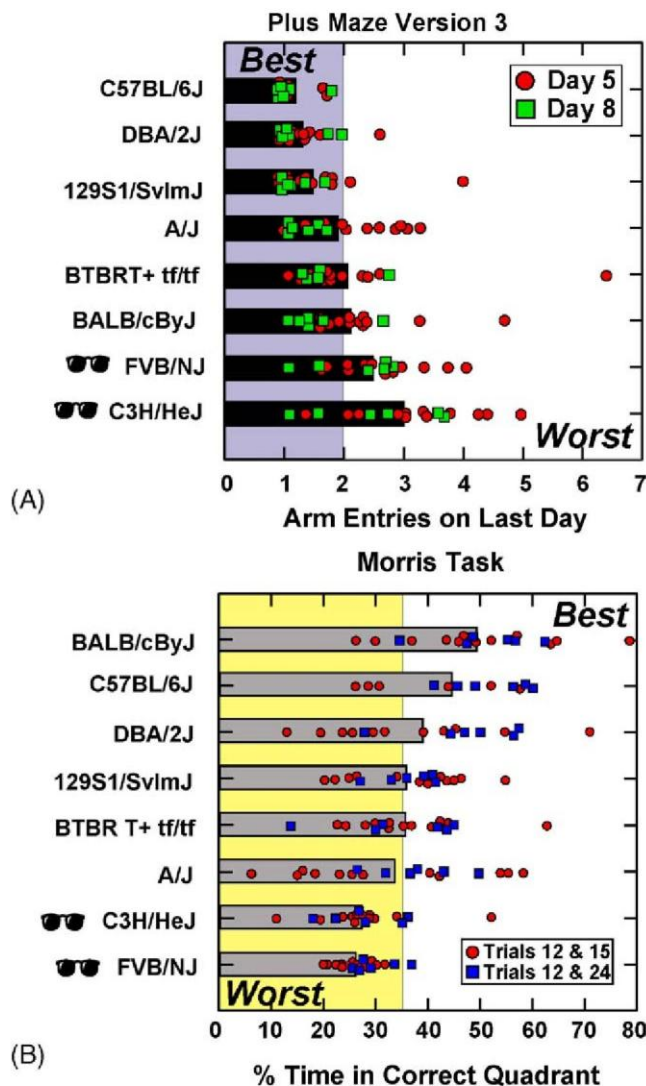 Plus Maze Version 3
Best
C57BL/6J
DBA/2J
129S1/SvImJ
A/J
BTBRT+ tf/tf
BALB/cByJ
FVB/NJ
C3H/HeJ
Day 5
Day 8
Worst
0 1 2 3 4 5 6 7
(A)
Arm Entries on Last Day
Morris Task
Best
BALB/cByJ
C57BL/6J
DBA/2J
129S1/SvImJ
BTBR T+ tf/tf
A/J
C3H/HeJ
FVB/NJ
Trials 12 & 15
Trials 12 & 24
Worst
0 10 20 30 40 50 60 70 80
(B)
% Time in Correct Quadrant